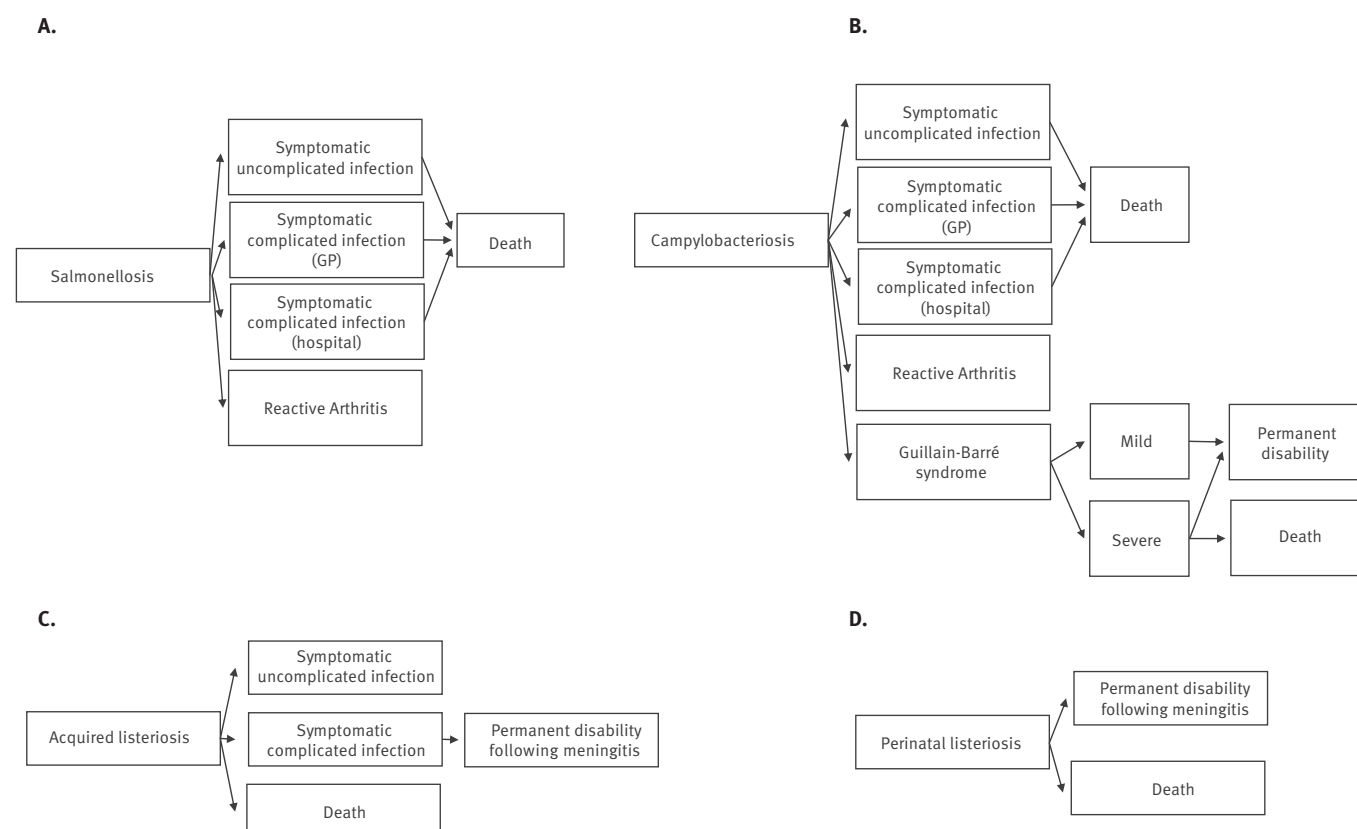 A.
Salmonellosis
Symptomatic
uncomplicated infection
Symptomatic
complicated infection
(GP)
Symptomatic
complicated infection
(hospital)
Reactive Arthritis
Death
B.
Campylobacteriosis
Symptomatic
uncomplicated infection
Symptomatic
complicated infection
(GP)
Symptomatic
complicated infection
(hospital)
Reactive Arthritis
Guillain-Barré
syndrome
Death
Mild
Severe
Permanent
disability
Death
C.
Acquired listeriosis
Symptomatic
uncomplicated infection
Symptomatic
complicated infection
Death
Permanent disability
following meningitis
D.
Perinatal listeriosis
Permanent disability
following meningitis
Death